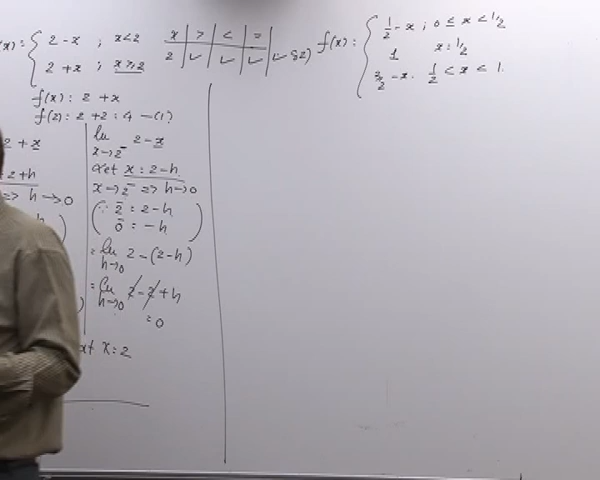 (x) : { 2 - x ; x < 2
2 + x ; x ≥ 2
x | > | < | =
2 | ✓ | ✓ | ✓
f(x) : 2 + x
f(2) : 2 + 2 : 4 — (1)
2 + x
2 + h
=> h → 0
lim 2 - x
x → 2⁻
Let x : 2 - h
x → 2⁻ => h → 0
( ∵ 2̄ : 2 - h
0̄ : - h )
= lim 2 - (2 - h)
h → 0
= lim 2 - 2 + h
h → 0
= 0
at x = 2
f(x) : { 1/2 - x ; 0 ≤ x < 1/2
1 x = 1/2
3/2 - x . 1/2 < x < 1.